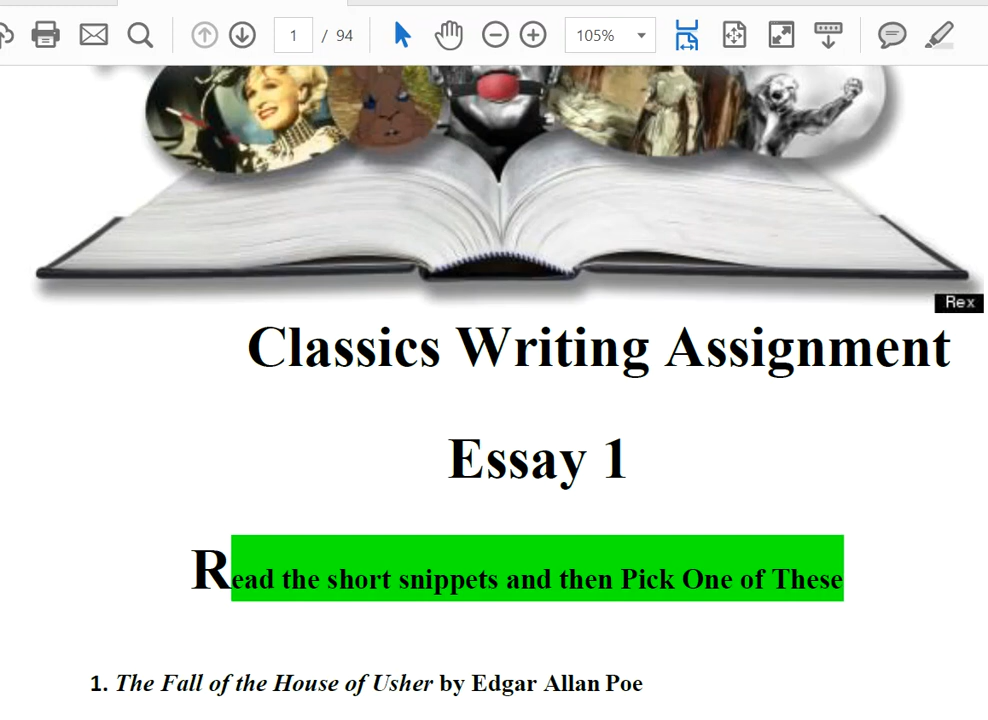 1 / 94
105%
Rex
Classics Writing Assignment
Essay 1
Read the short snippets and then Pick One of These
1. The Fall of the House of Usher by Edgar Allan Poe